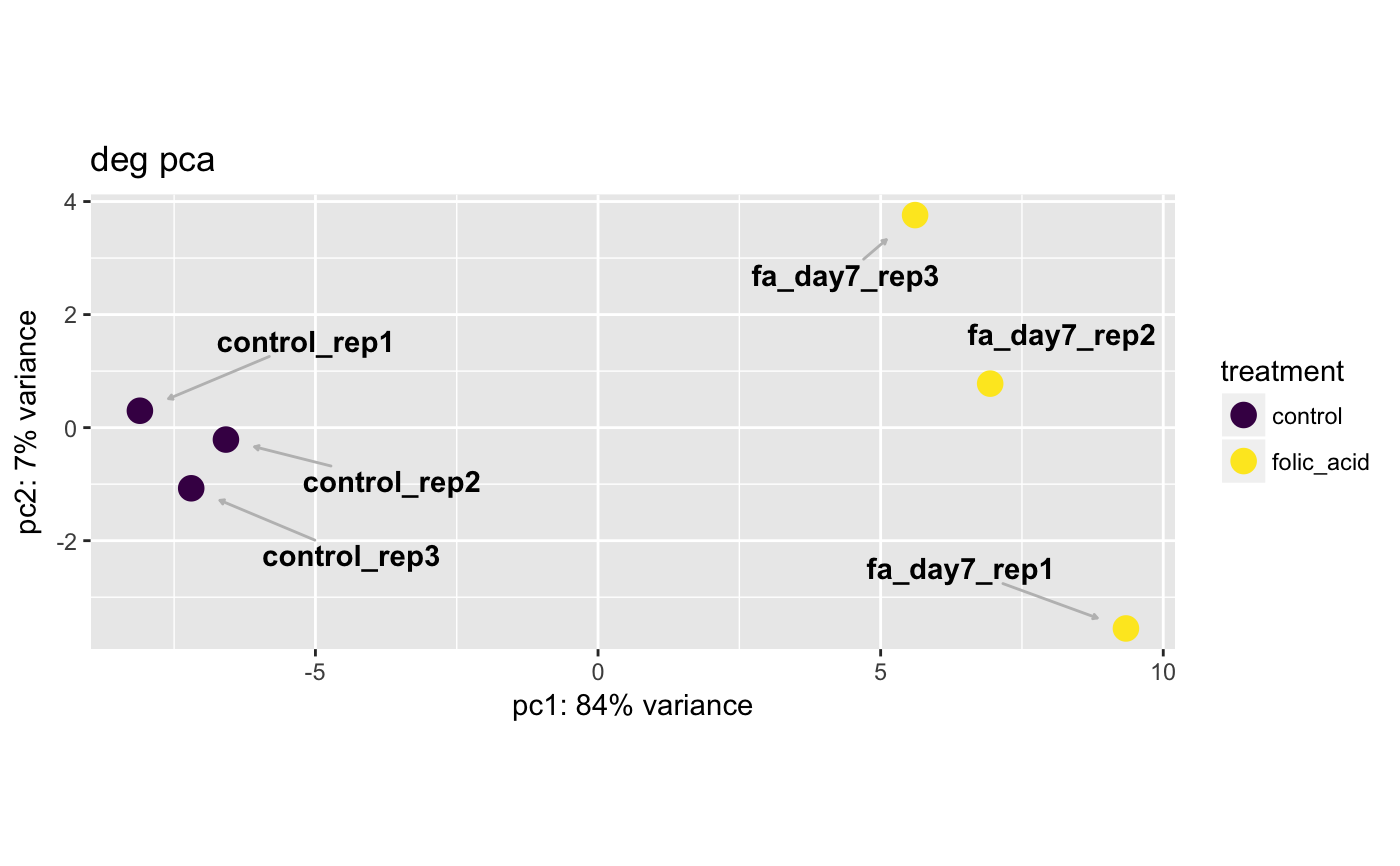 deg pca
4
2
0
-2
pc2: 7% variance
fa_day7_rep3
fa_day7_rep2
control_rep1
control_rep2
control_rep3
fa_day7_rep1
-5
0
5
10
pc1: 84% variance
treatment
control
folic_acid